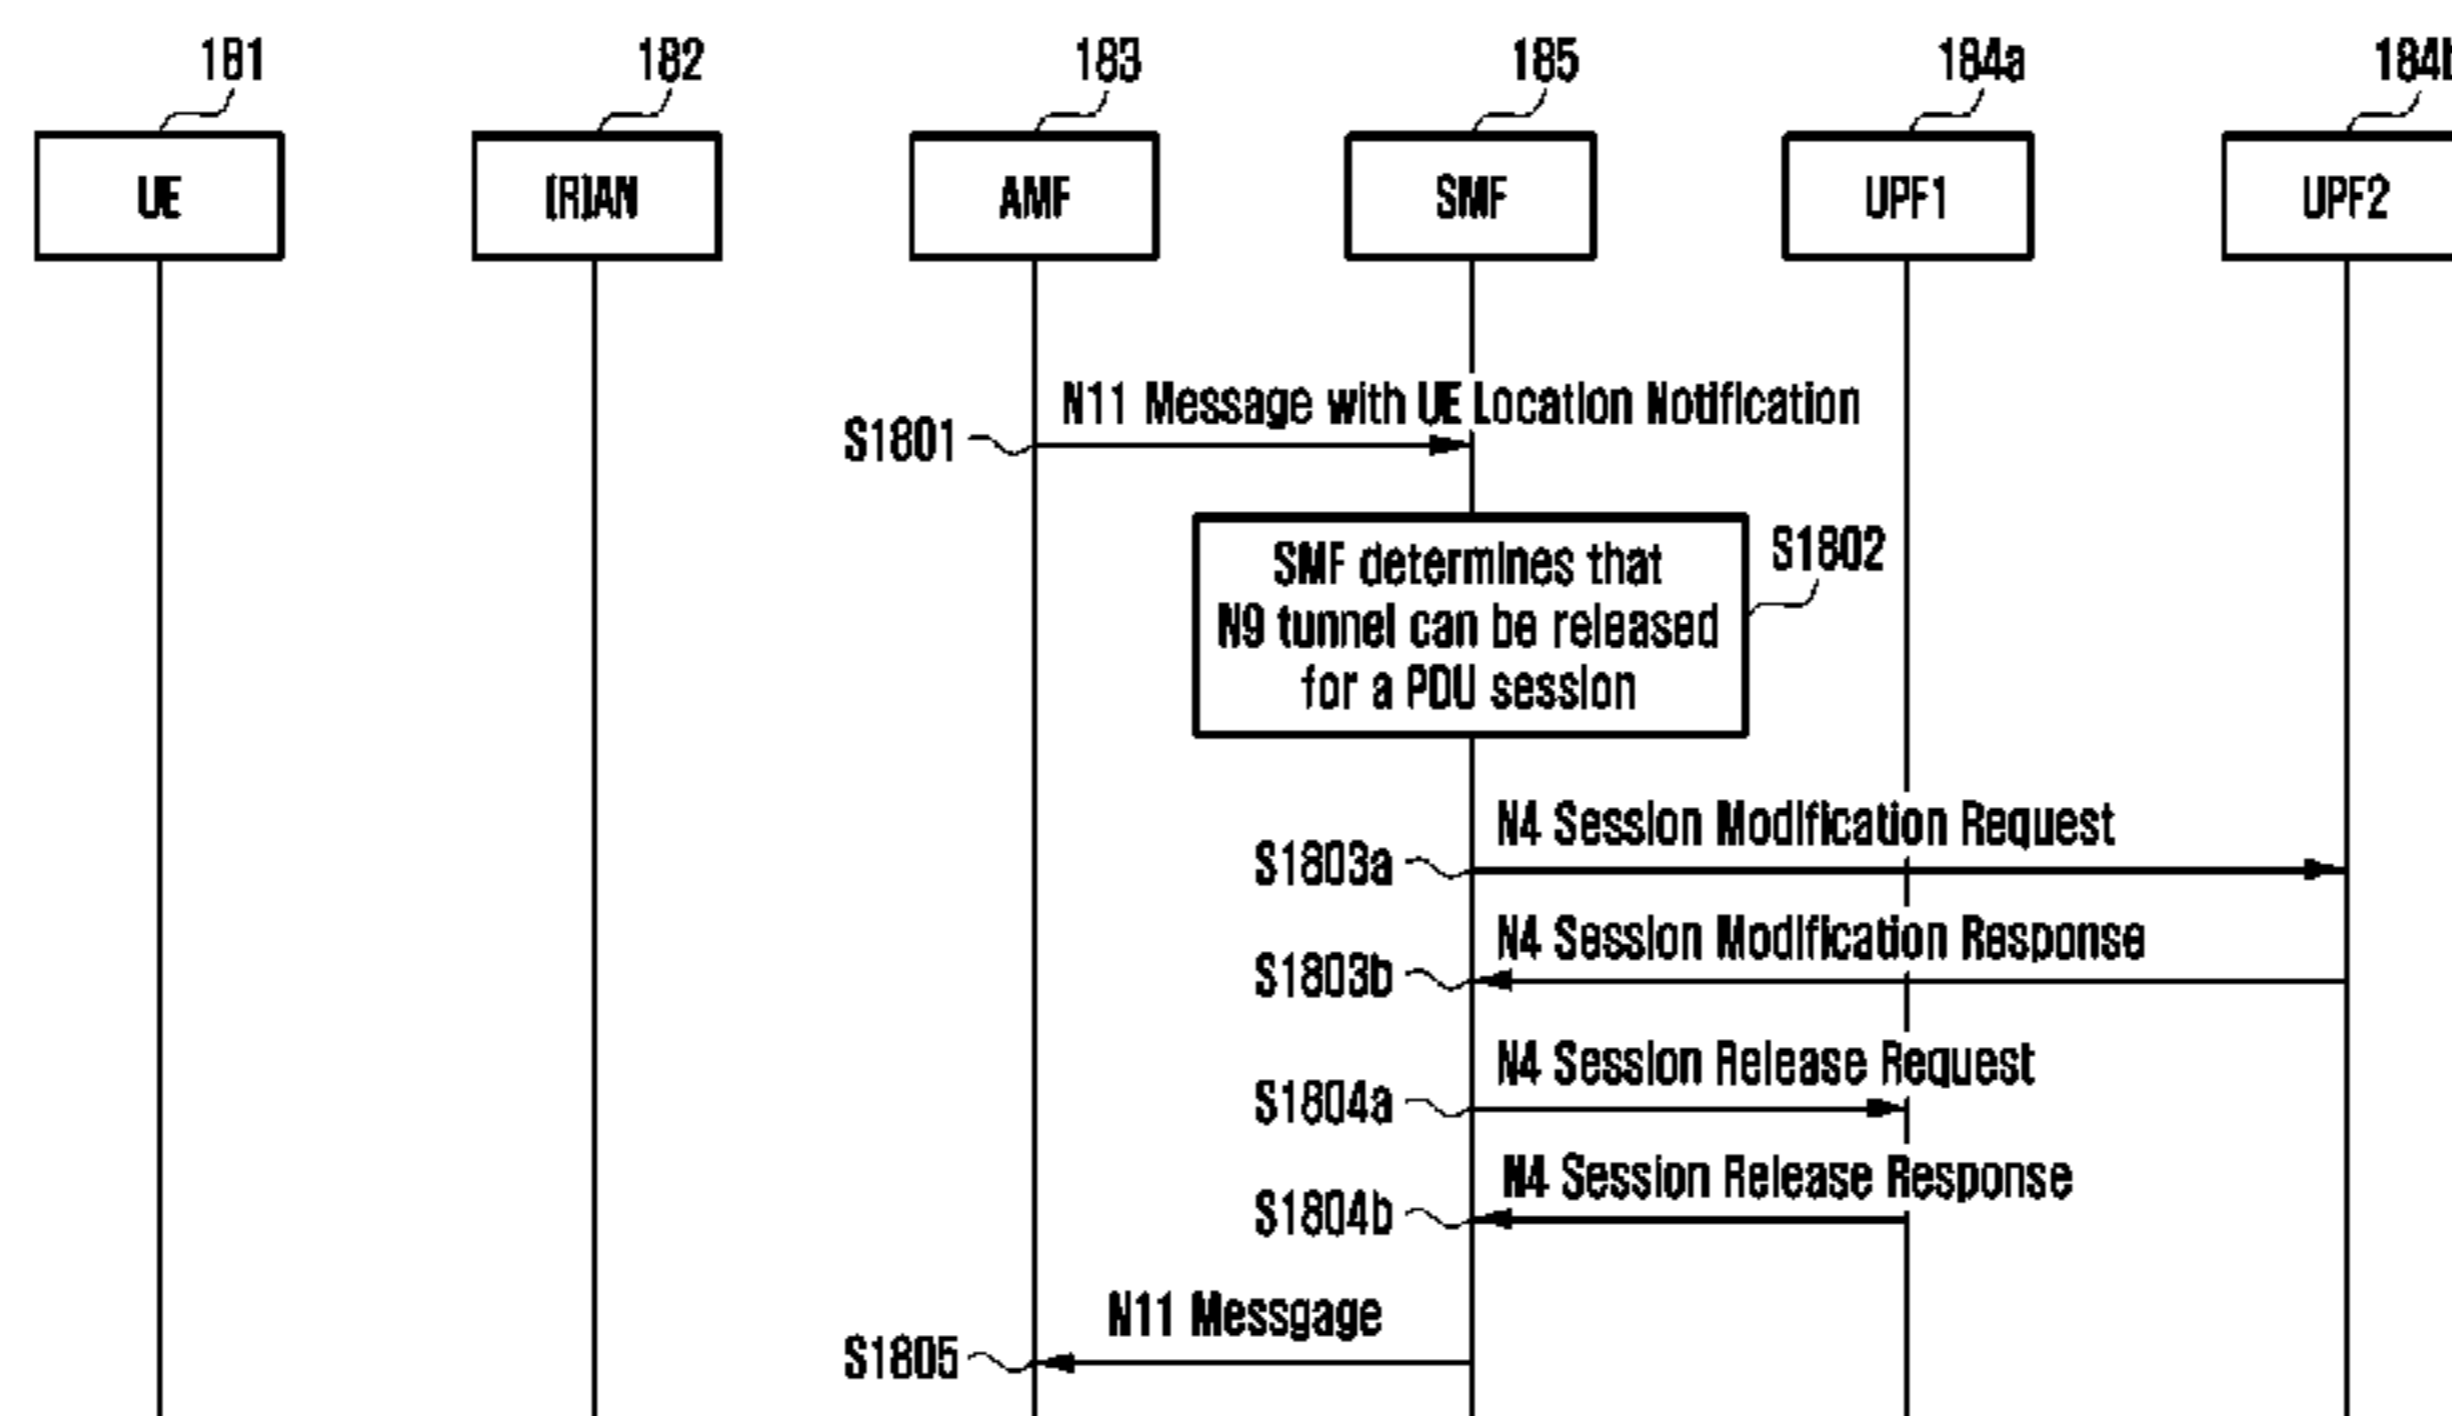 181
182
183
185
184a
184b
UE
(R)AN
AMF
SMF
UPF1
UPF2
N11 Message with UE Location Notification
S1801
SMF determines that
N9 tunnel can be released
for a PDU session
S1802
N4 Session Modification Request
S1803a
N4 Session Modification Response
S1803b
N4 Session Release Request
S1804a
N4 Session Release Response
S1804b
N11 Messgage
S1805